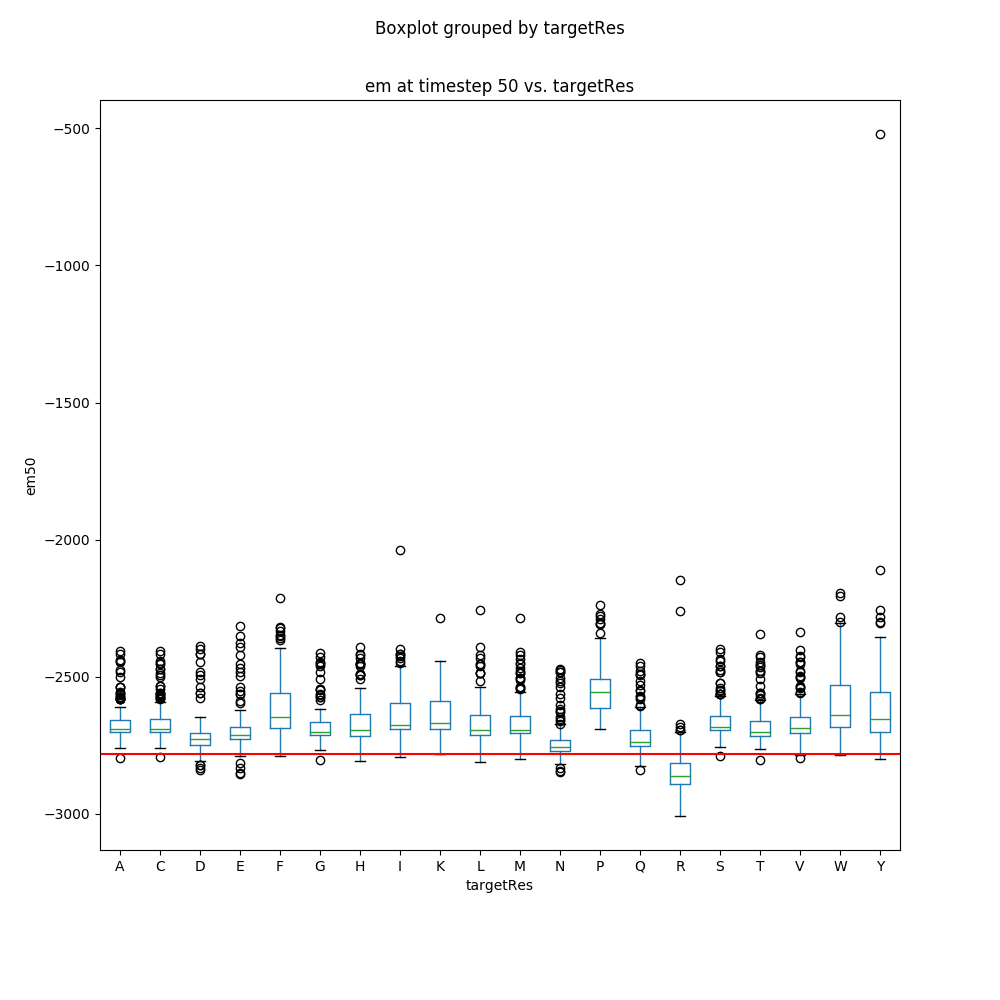 Boxplot grouped by targetRes
em at timestep 50 vs. targetRes
−500
−1000
−1500
−2000
−2500
−3000
em50
A C D E F G H I K L M N P Q R S T V W Y
targetRes